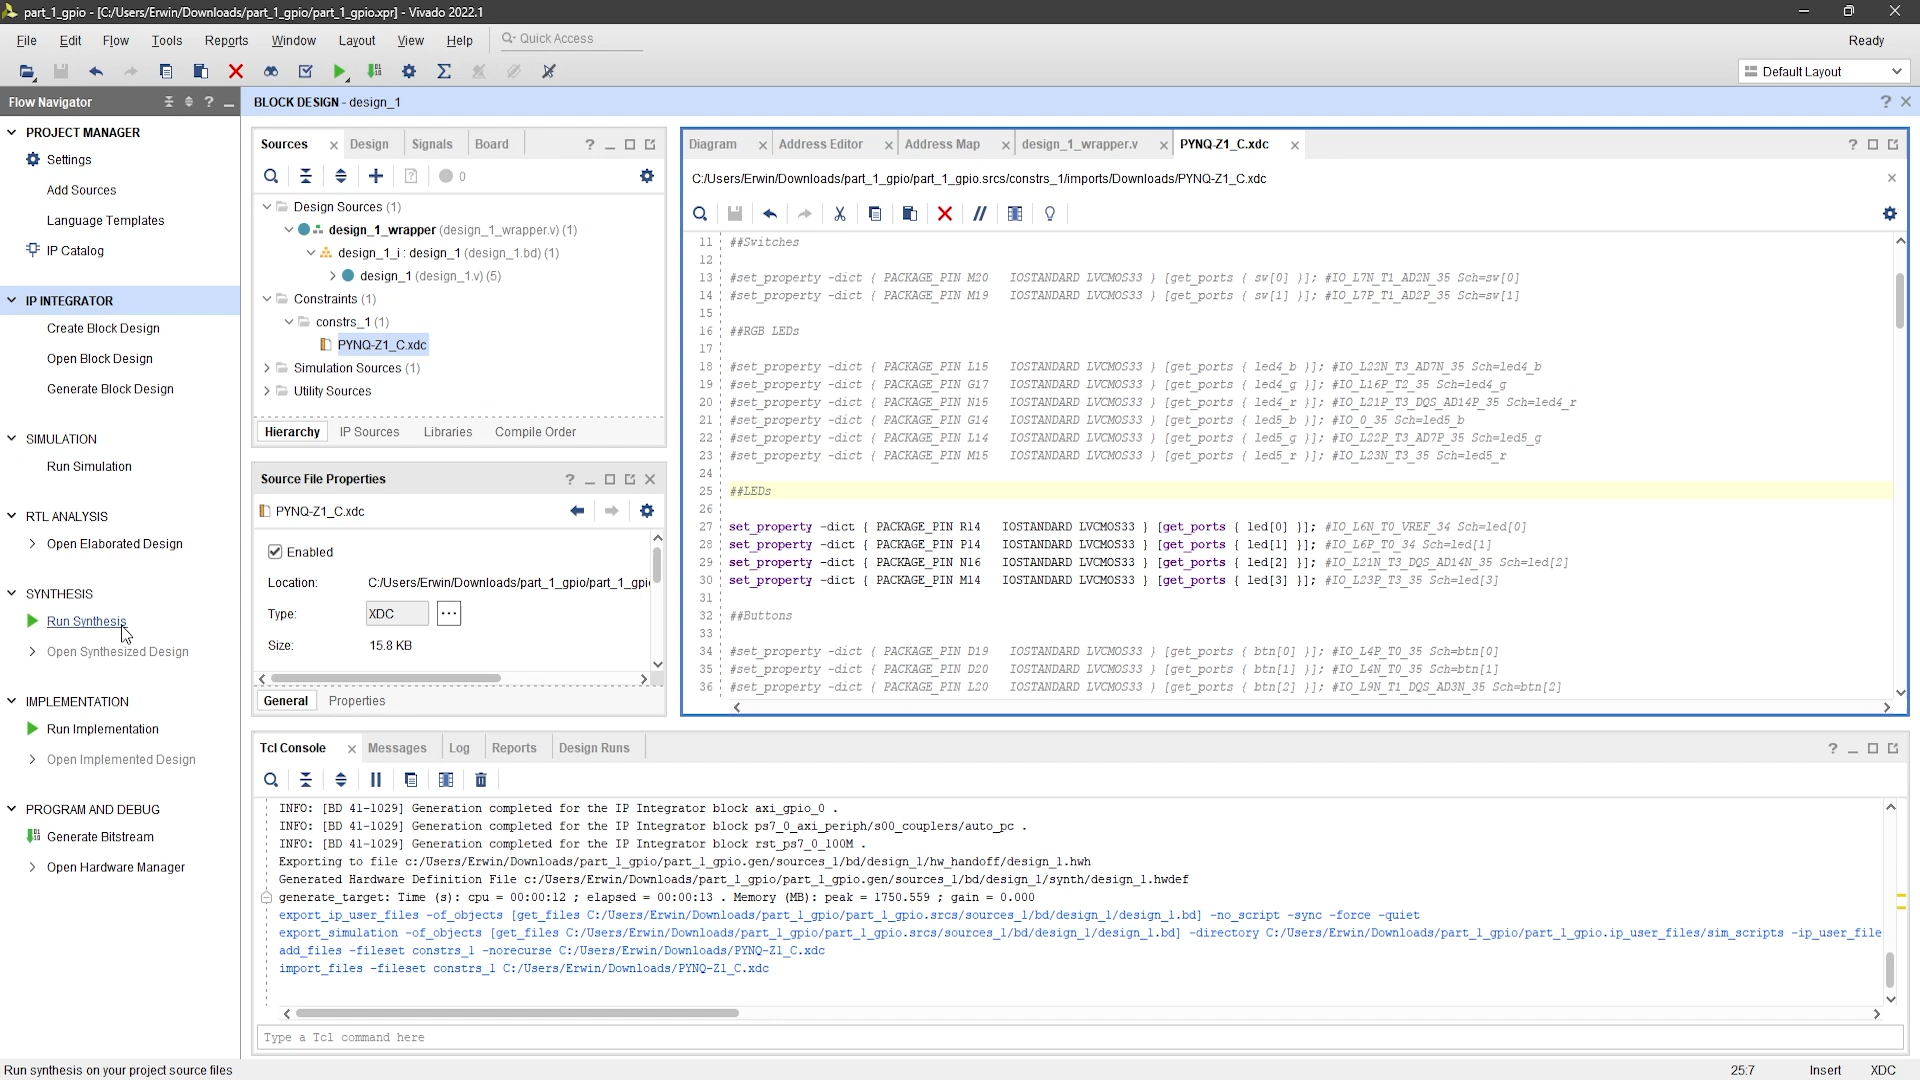 part_1_gpio - [C:/Users/Erwin/Downloads/part_1_gpio/part_1_gpio.xpr] - Vivado 2022.1
File Edit Flow Tools Reports Window Layout View Help Quick Access Ready
Default Layout
Flow Navigator
BLOCK DESIGN - design_1
PROJECT MANAGER
Settings
Add Sources
Language Templates
IP Catalog
IP INTEGRATOR
Create Block Design
Open Block Design
Generate Block Design
SIMULATION
Run Simulation
RTL ANALYSIS
Open Elaborated Design
SYNTHESIS
Run Synthesis
Open Synthesized Design
IMPLEMENTATION
Run Implementation
Open Implemented Design
PROGRAM AND DEBUG
Generate Bitstream
Open Hardware Manager
Sources Design Signals Board
0
Design Sources (1)
design_1_wrapper (design_1_wrapper.v) (1)
design_1_i : design_1 (design_1.bd) (1)
design_1 (design_1.v) (5)
Constraints (1)
constrs_1 (1)
PYNQ-Z1_C.xdc
Simulation Sources (1)
Utility Sources
Hierarchy IP Sources Libraries Compile Order
Source File Properties
PYNQ-Z1_C.xdc
Enabled
Location: C:/Users/Erwin/Downloads/part_1_gpio/part_1_gpi
Type: XDC
Size: 15.8 KB
General Properties
Diagram Address Editor Address Map design_1_wrapper.v PYNQ-Z1_C.xdc
C:/Users/Erwin/Downloads/part_1_gpio/part_1_gpio.srcs/constrs_1/imports/Downloads/PYNQ-Z1_C.xdc
11 ##Switches
12
13 #set_property -dict { PACKAGE_PIN M20 IOSTANDARD LVCMOS33 } [get_ports { sw[0] }]; #IO_L7N_T1_AD2N_35 Sch=sw[0]
14 #set_property -dict { PACKAGE_PIN M19 IOSTANDARD LVCMOS33 } [get_ports { sw[1] }]; #IO_L7P_T1_AD2P_35 Sch=sw[1]
15
16 ##RGB LEDs
17
18 #set_property -dict { PACKAGE_PIN L15 IOSTANDARD LVCMOS33 } [get_ports { led4_b }]; #IO_L22N_T3_AD7N_35 Sch=led4_b
19 #set_property -dict { PACKAGE_PIN G17 IOSTANDARD LVCMOS33 } [get_ports { led4_g }]; #IO_L16P_T2_35 Sch=led4_g
20 #set_property -dict { PACKAGE_PIN N15 IOSTANDARD LVCMOS33 } [get_ports { led4_r }]; #IO_L21P_T3_DQS_AD14P_35 Sch=led4_r
21 #set_property -dict { PACKAGE_PIN G14 IOSTANDARD LVCMOS33 } [get_ports { led5_b }]; #IO_0_35 Sch=led5_b
22 #set_property -dict { PACKAGE_PIN L14 IOSTANDARD LVCMOS33 } [get_ports { led5_g }]; #IO_L22P_T3_AD7P_35 Sch=led5_g
23 #set_property -dict { PACKAGE_PIN M15 IOSTANDARD LVCMOS33 } [get_ports { led5_r }]; #IO_L23N_T3_35 Sch=led5_r
24
25 ##LEDs
26
27 set_property -dict { PACKAGE_PIN R14 IOSTANDARD LVCMOS33 } [get_ports { led[0] }]; #IO_L6N_T0_VREF_34 Sch=led[0]
28 set_property -dict { PACKAGE_PIN P14 IOSTANDARD LVCMOS33 } [get_ports { led[1] }]; #IO_L6P_T0_34 Sch=led[1]
29 set_property -dict { PACKAGE_PIN N16 IOSTANDARD LVCMOS33 } [get_ports { led[2] }]; #IO_L21N_T3_DQS_AD14N_35 Sch=led[2]
30 set_property -dict { PACKAGE_PIN M14 IOSTANDARD LVCMOS33 } [get_ports { led[3] }]; #IO_L23P_T3_35 Sch=led[3]
31
32 ##Buttons
33
34 #set_property -dict { PACKAGE_PIN D19 IOSTANDARD LVCMOS33 } [get_ports { btn[0] }]; #IO_L4P_T0_35 Sch=btn[0]
35 #set_property -dict { PACKAGE_PIN D20 IOSTANDARD LVCMOS33 } [get_ports { btn[1] }]; #IO_L4N_T0_35 Sch=btn[1]
36 #set_property -dict { PACKAGE_PIN L20 IOSTANDARD LVCMOS33 } [get_ports { btn[2] }]; #IO_L9N_T1_DQS_AD3N_35 Sch=btn[2]
Tcl Console Messages Log Reports Design Runs
INFO: [BD 41-1029] Generation completed for the IP Integrator block axi_gpio_0 .
INFO: [BD 41-1029] Generation completed for the IP Integrator block ps7_0_axi_periph/s00_couplers/auto_pc .
INFO: [BD 41-1029] Generation completed for the IP Integrator block rst_ps7_0_100M .
Exporting to file c:/Users/Erwin/Downloads/part_1_gpio/part_1_gpio.gen/sources_1/bd/design_1/hw_handoff/design_1.hwh
Generated Hardware Definition File c:/Users/Erwin/Downloads/part_1_gpio/part_1_gpio.gen/sources_1/bd/design_1/synth/design_1.hwdef
generate_target: Time (s): cpu = 00:00:12 ; elapsed = 00:00:13 . Memory (MB): peak = 1750.559 ; gain = 0.000
export_ip_user_files -of_objects [get_files C:/Users/Erwin/Downloads/part_1_gpio/part_1_gpio.srcs/sources_1/bd/design_1/design_1.bd] -no_script -sync -force -quiet
export_simulation -of_objects [get_files C:/Users/Erwin/Downloads/part_1_gpio/part_1_gpio.srcs/sources_1/bd/design_1/design_1.bd] -directory C:/Users/Erwin/Downloads/part_1_gpio/part_1_gpio.ip_user_files/sim_scripts -ip_user_file
add_files -fileset constrs_1 -norecurse C:/Users/Erwin/Downloads/PYNQ-Z1_C.xdc
import_files -fileset constrs_1 C:/Users/Erwin/Downloads/PYNQ-Z1_C.xdc
Type a Tcl command here
Run synthesis on your project source files 25:7 Insert XDC